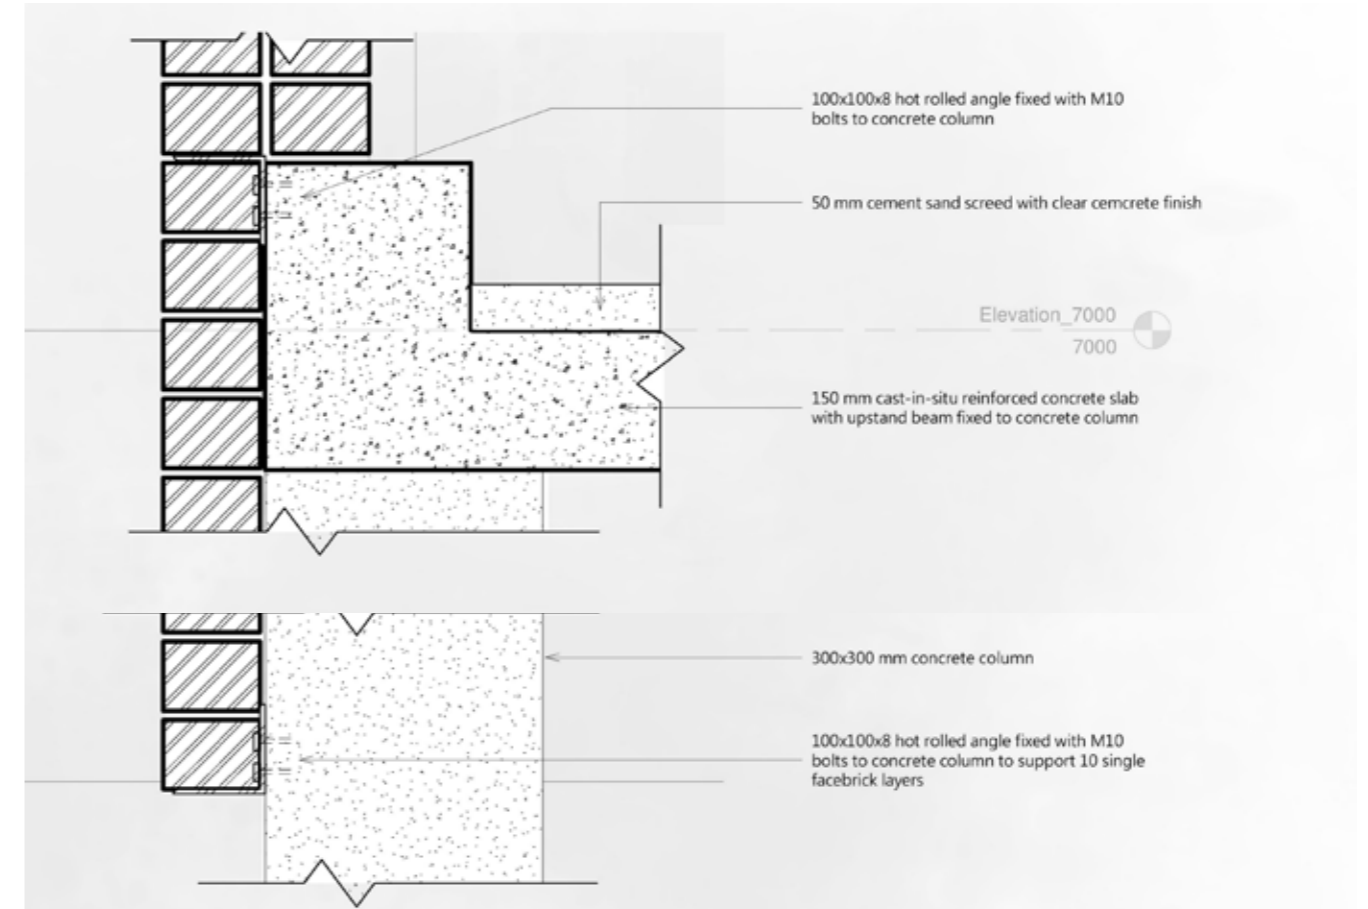 100x100x8 hot rolled angle fixed with M10
bolts to concrete column
50 mm cement sand screed with clear cemcrete finish
Elevation_7000
7000
150 mm cast-in-situ reinforced concrete slab
with upstand beam fixed to concrete column
300x300 mm concrete column
100x100x8 hot rolled angle fixed with M10
bolts to concrete column to support 10 single
facebrick layers